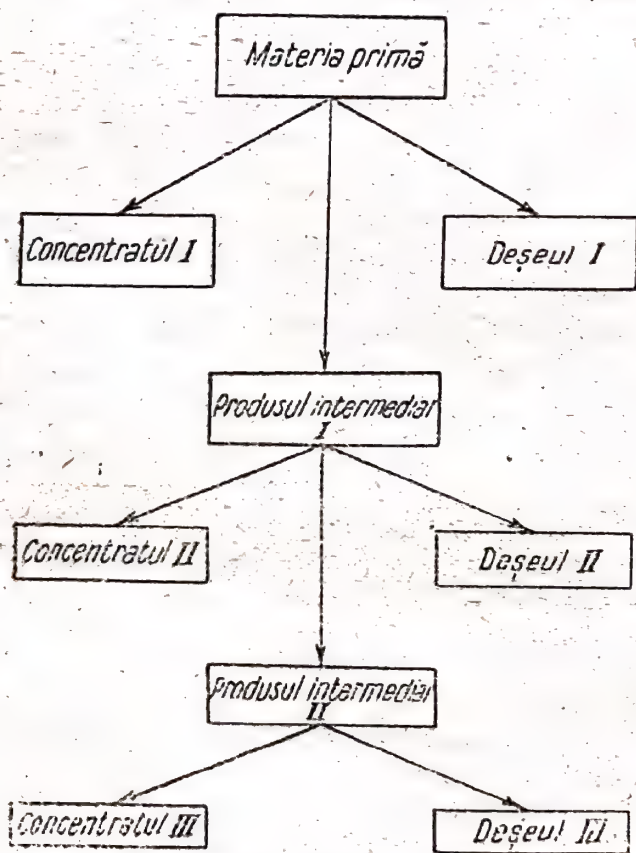 Materia primă
Concentratul I
Deșeul I
Produsul intermediar
I
Concentratul II
Deșeul II
Produsul intermediar
II
Concentratul III
Deșeul III